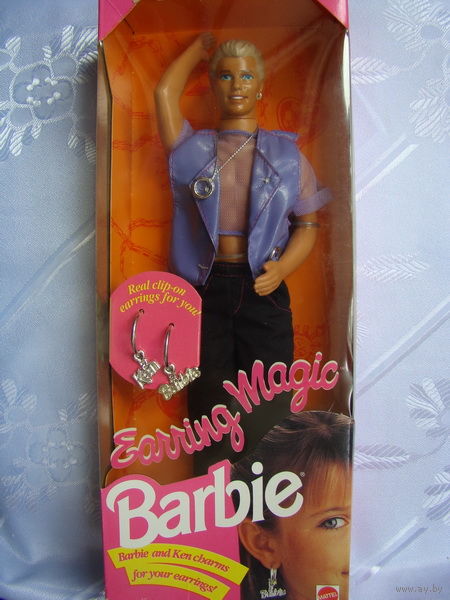 Real clip-on
earrings for you!
Ken
Barbie
Earring Magic
Barbie®
Barbie and Ken charms
for your earrings!
Barbie
MATTEL
www.ay.by